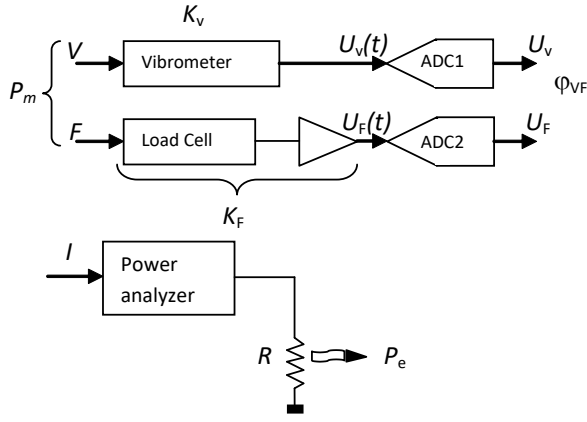 K_v
V Vibrometer U_v(t) ADC1 U_v
P_m φ_VF
F Load Cell U_F(t) ADC2 U_F
K_F
I Power
analyzer
R P_e